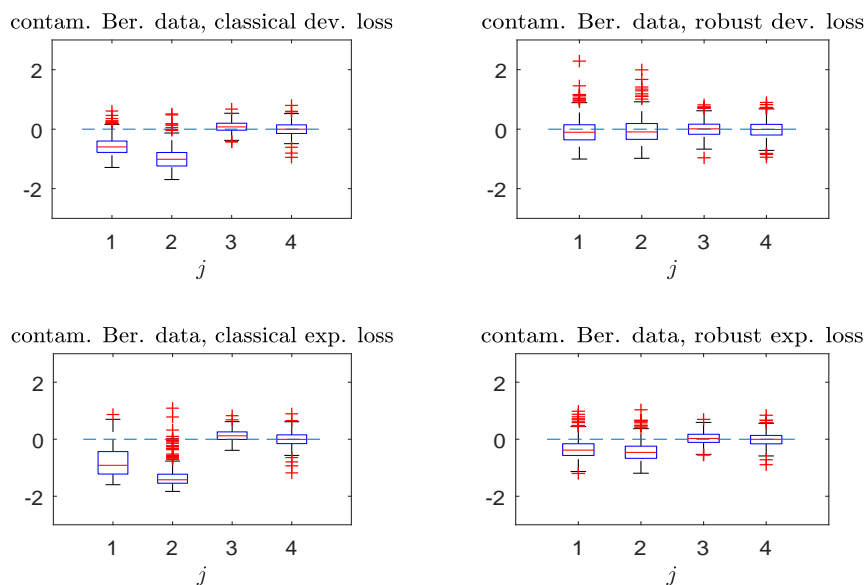 contam. Ber. data, classical dev. loss
2
0
-2
1 2 3 4
j
contam. Ber. data, robust dev. loss
2
0
-2
1 2 3 4
j
contam. Ber. data, classical exp. loss
2
0
-2
1 2 3 4
j
contam. Ber. data, robust exp. loss
2
0
-2
1 2 3 4
j